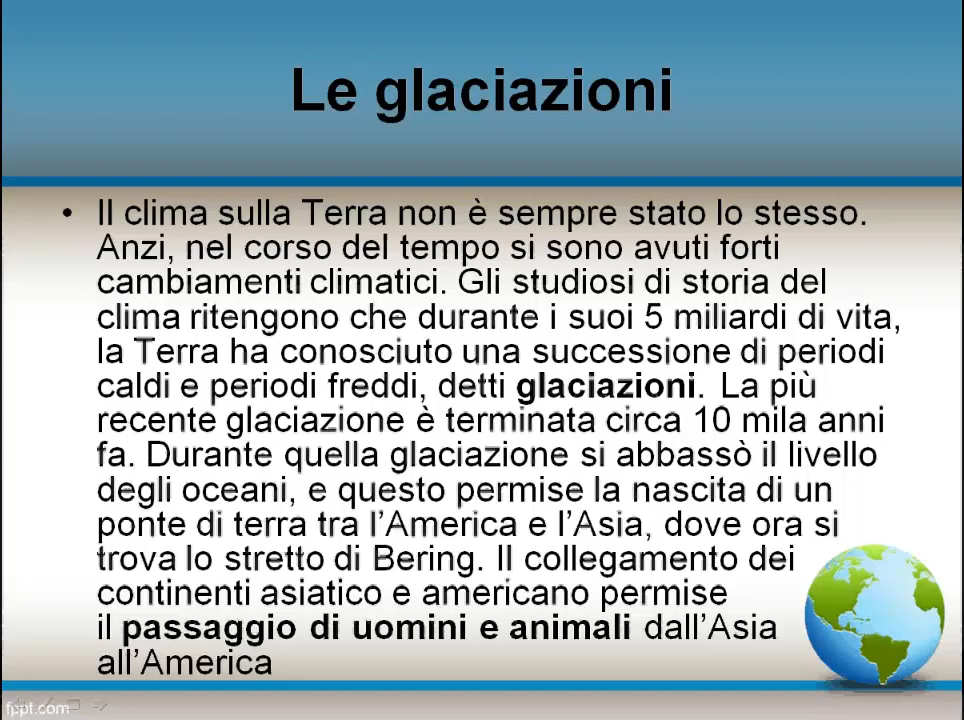 Le glaciazioni
• Il clima sulla Terra non è sempre stato lo stesso.
Anzi, nel corso del tempo si sono avuti forti
cambiamenti climatici. Gli studiosi di storia del
clima ritengono che durante i suoi 5 miliardi di vita,
la Terra ha conosciuto una successione di periodi
caldi e periodi freddi, detti glaciazioni. La più
recente glaciazione è terminata circa 10 mila anni
fa. Durante quella glaciazione si abbassò il livello
degli oceani, e questo permise la nascita di un
ponte di terra tra l’America e l’Asia, dove ora si
trova lo stretto di Bering. Il collegamento dei
continenti asiatico e americano permise
il passaggio di uomini e animali dall’Asia
all’America
fppt.com